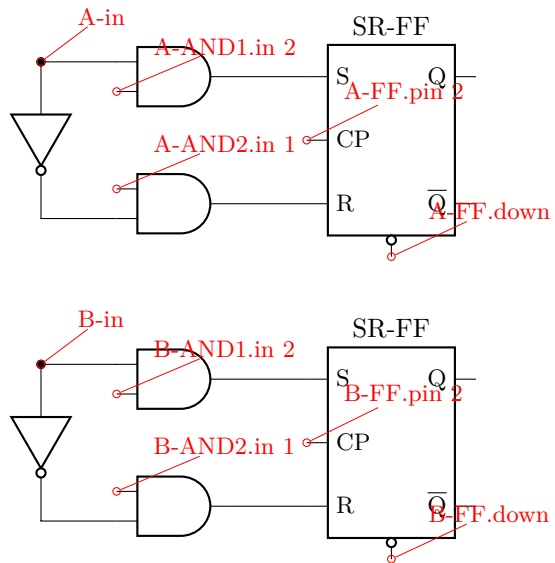 A-in
SR-FF
A-AND1.in 2
S
Q
A-FF.pin 2
CP
A-AND2.in 1
R
Q̅
A-FF.down
B-in
SR-FF
B-AND1.in 2
S
Q
B-FF.pin 2
CP
B-AND2.in 1
R
Q̅
B-FF.down